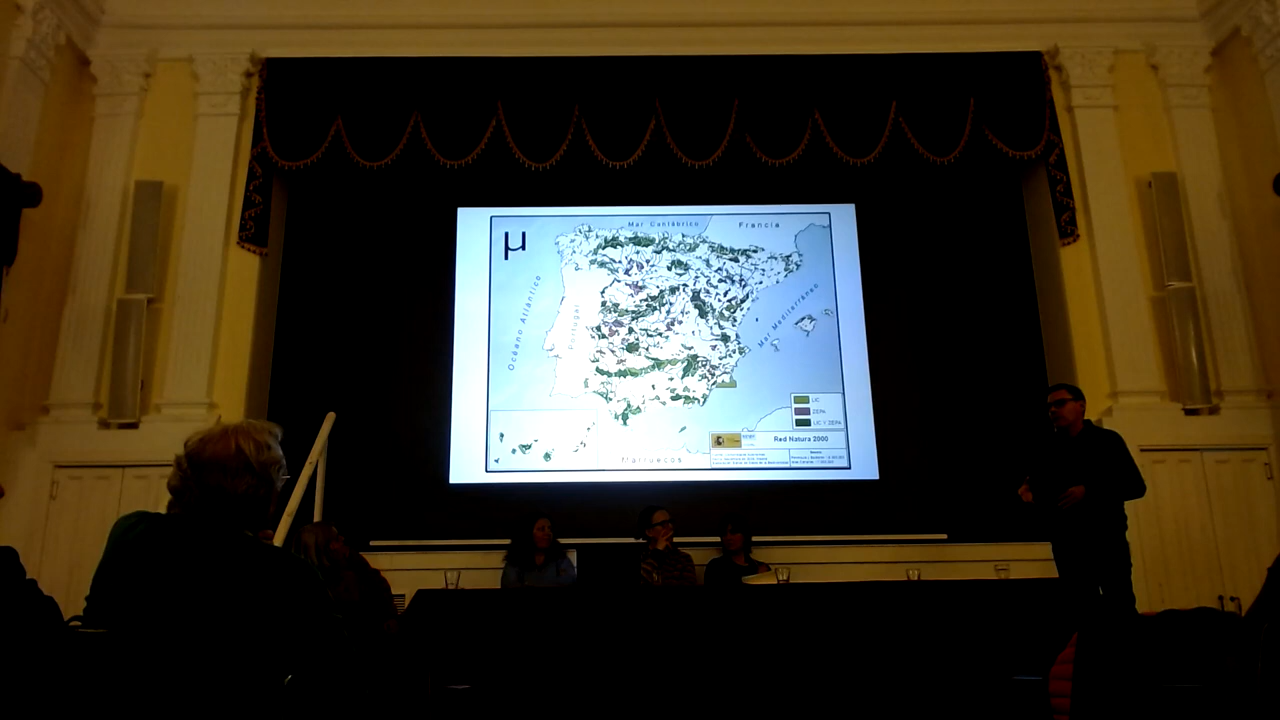 µ
Mar Cantábrico
Francia
Océano Atlántico
Portugal
Mar Mediterráneo
LIC
ZEPA
LIC Y ZEPA
Red Natura 2000
Marruecos